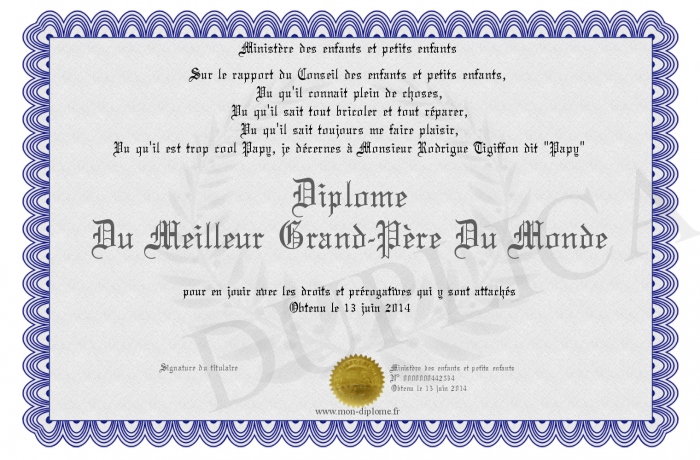 Ministère des enfants et petits enfants
Sur le rapport du Conseil des enfants et petits enfants,
Vu qu'il connait plein de choses,
Vu qu'il sait tout bricoler et tout réparer,
Vu qu'il sait toujours me faire plaisir,
Vu qu'il est trop cool Papy, je décernes à Monsieur Rodrigue Tigiffon dit "Papy"
Diplome
Du Meilleur Grand-Père Du Monde
DUPLICA
pour en jouir avec les droits et prérogatives qui y sont attachés
Obtenu le 13 juin 2014
Signature du titulaire
Ministère des enfants et petits enfants
N° 0000000442384
Obtenu le 13 juin 2014
www.mon-diplome.fr